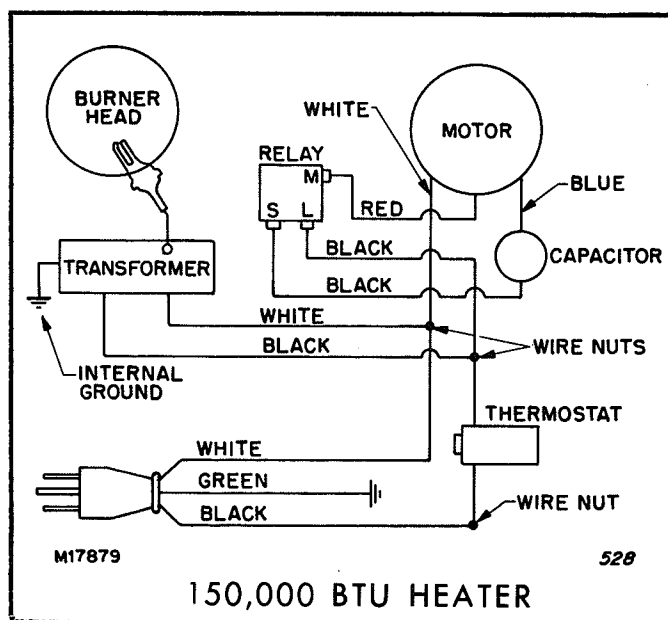 BURNER
HEAD
WHITE
MOTOR
RELAY
M
S L
RED
BLUE
BLACK
CAPACITOR
TRANSFORMER
BLACK
WHITE
BLACK
WIRE NUTS
INTERNAL
GROUND
THERMOSTAT
WHITE
GREEN
BLACK
WIRE NUT
M17879
528
150,000 BTU HEATER